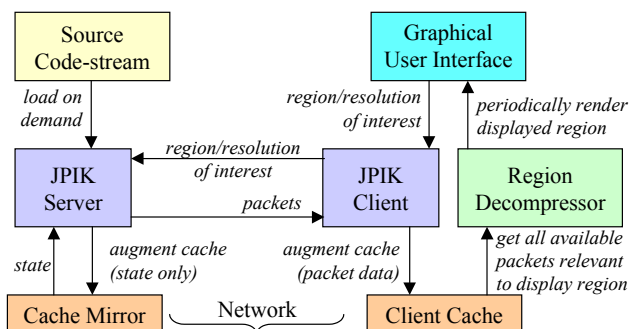 Source
Code-stream
Graphical
User Interface
load on
demand
region/resolution
of interest
periodically render
displayed region
region/resolution
of interest
JPIK
Server
JPIK
Client
Region
Decompressor
packets
state
augment cache
(state only)
augment cache
(packet data)
get all available
packets relevant
to display region
Cache Mirror
Network
Client Cache